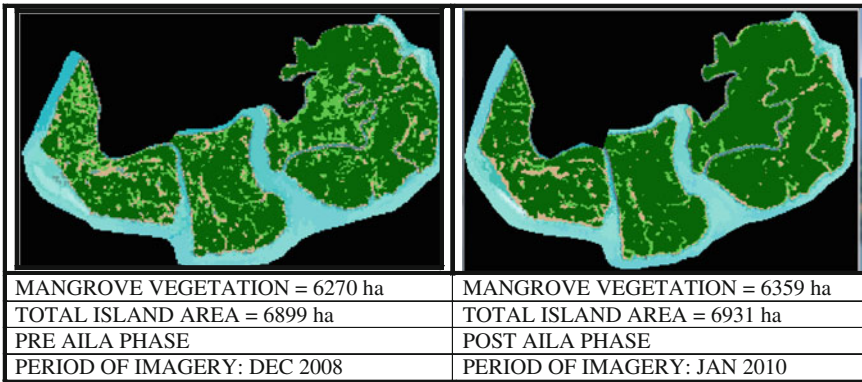 MANGROVE VEGETATION = 6270 ha
MANGROVE VEGETATION = 6359 ha
TOTAL ISLAND AREA = 6899 ha
TOTAL ISLAND AREA = 6931 ha
PRE AILA PHASE
POST AILA PHASE
PERIOD OF IMAGERY: DEC 2008
PERIOD OF IMAGERY: JAN 2010